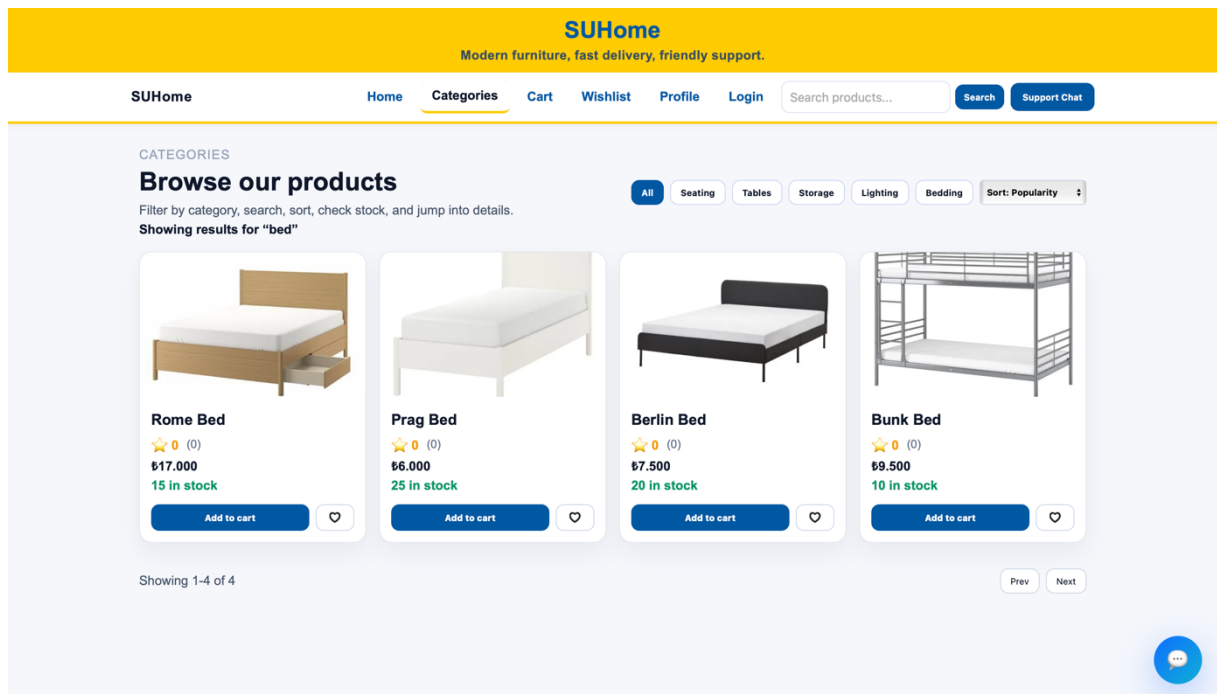 SUHome
Modern furniture, fast delivery, friendly support.
SUHome
Home
Categories
Cart
Wishlist
Profile
Login
Search products...
Search
Support Chat
CATEGORIES
Browse our products
Filter by category, search, sort, check stock, and jump into details.
Showing results for “bed”
All
Seating
Tables
Storage
Lighting
Bedding
Sort: Popularity
Rome Bed
0 (0)
₺17.000
15 in stock
Add to cart
Prag Bed
0 (0)
₺6.000
25 in stock
Add to cart
Berlin Bed
0 (0)
₺7.500
20 in stock
Add to cart
Bunk Bed
0 (0)
₺9.500
10 in stock
Add to cart
Showing 1-4 of 4
Prev
Next